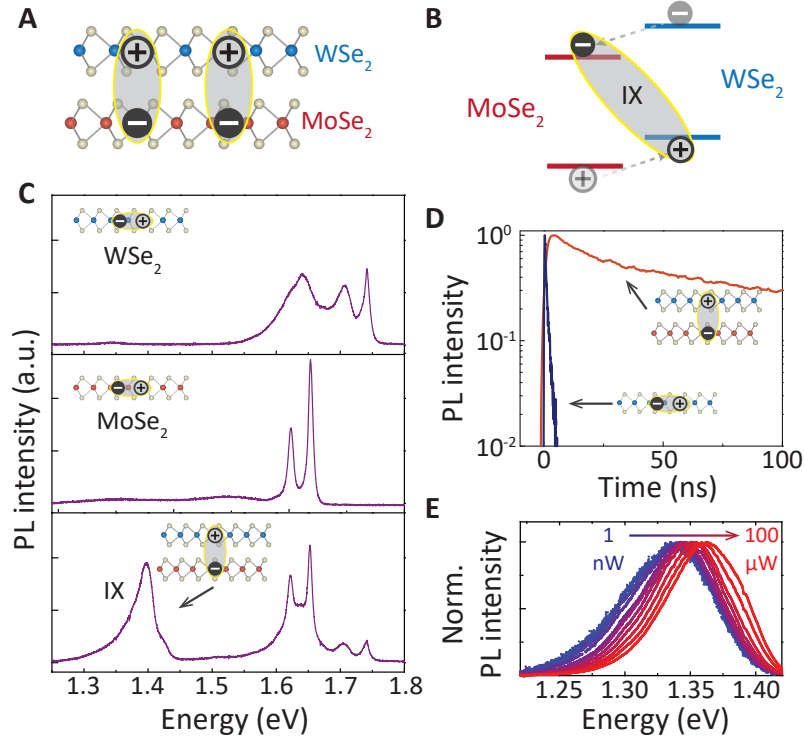 A
WSe₂
MoSe₂
B
IX
WSe₂
MoSe₂
C
WSe₂
MoSe₂
IX
PL intensity (a.u.)
1.3 1.4 1.5 1.6 1.7 1.8
Energy (eV)
D
10⁰
10⁻¹
10⁻²
PL intensity
0 50 100
Time (ns)
E
1 100
nW μW
Norm.
PL intensity
1.25 1.30 1.35 1.40
Energy (eV)